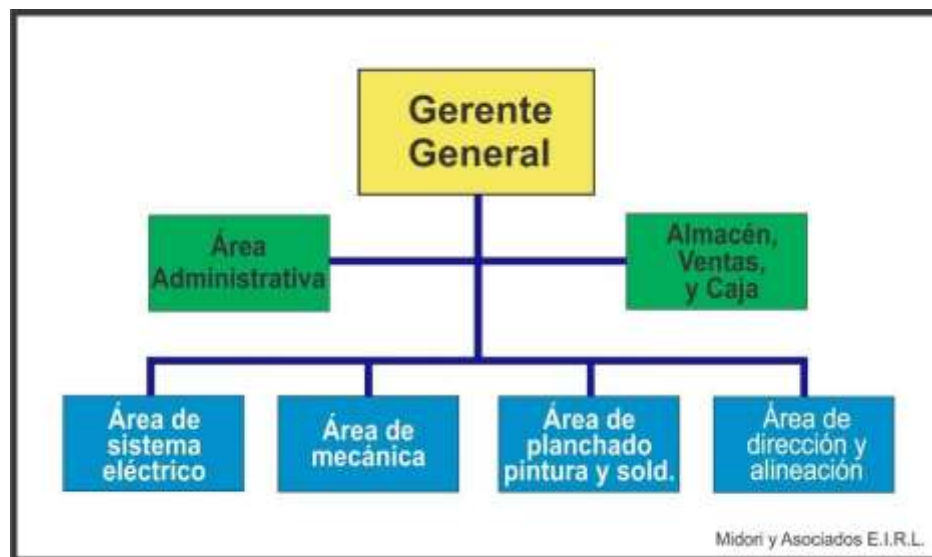 Gerente
General
Área
Administrativa
Almacén,
Ventas,
y Caja
Área de
sistema
eléctrico
Área de
mecánica
Área de
planchado
pintura y sold.
Área de
dirección y
alineación
Midori y Asociados E.I.R.L.